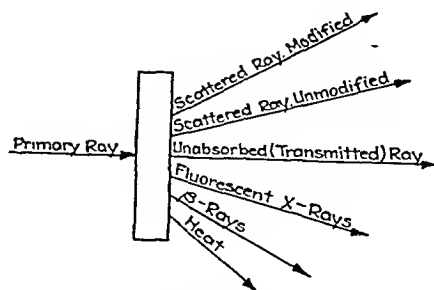 Scattered Ray, Modified
Scattered Ray, Unmodified
Primary Ray
Unabsorbed (Transmitted) Ray
Fluorescent X-Rays
β-Rays
Heat